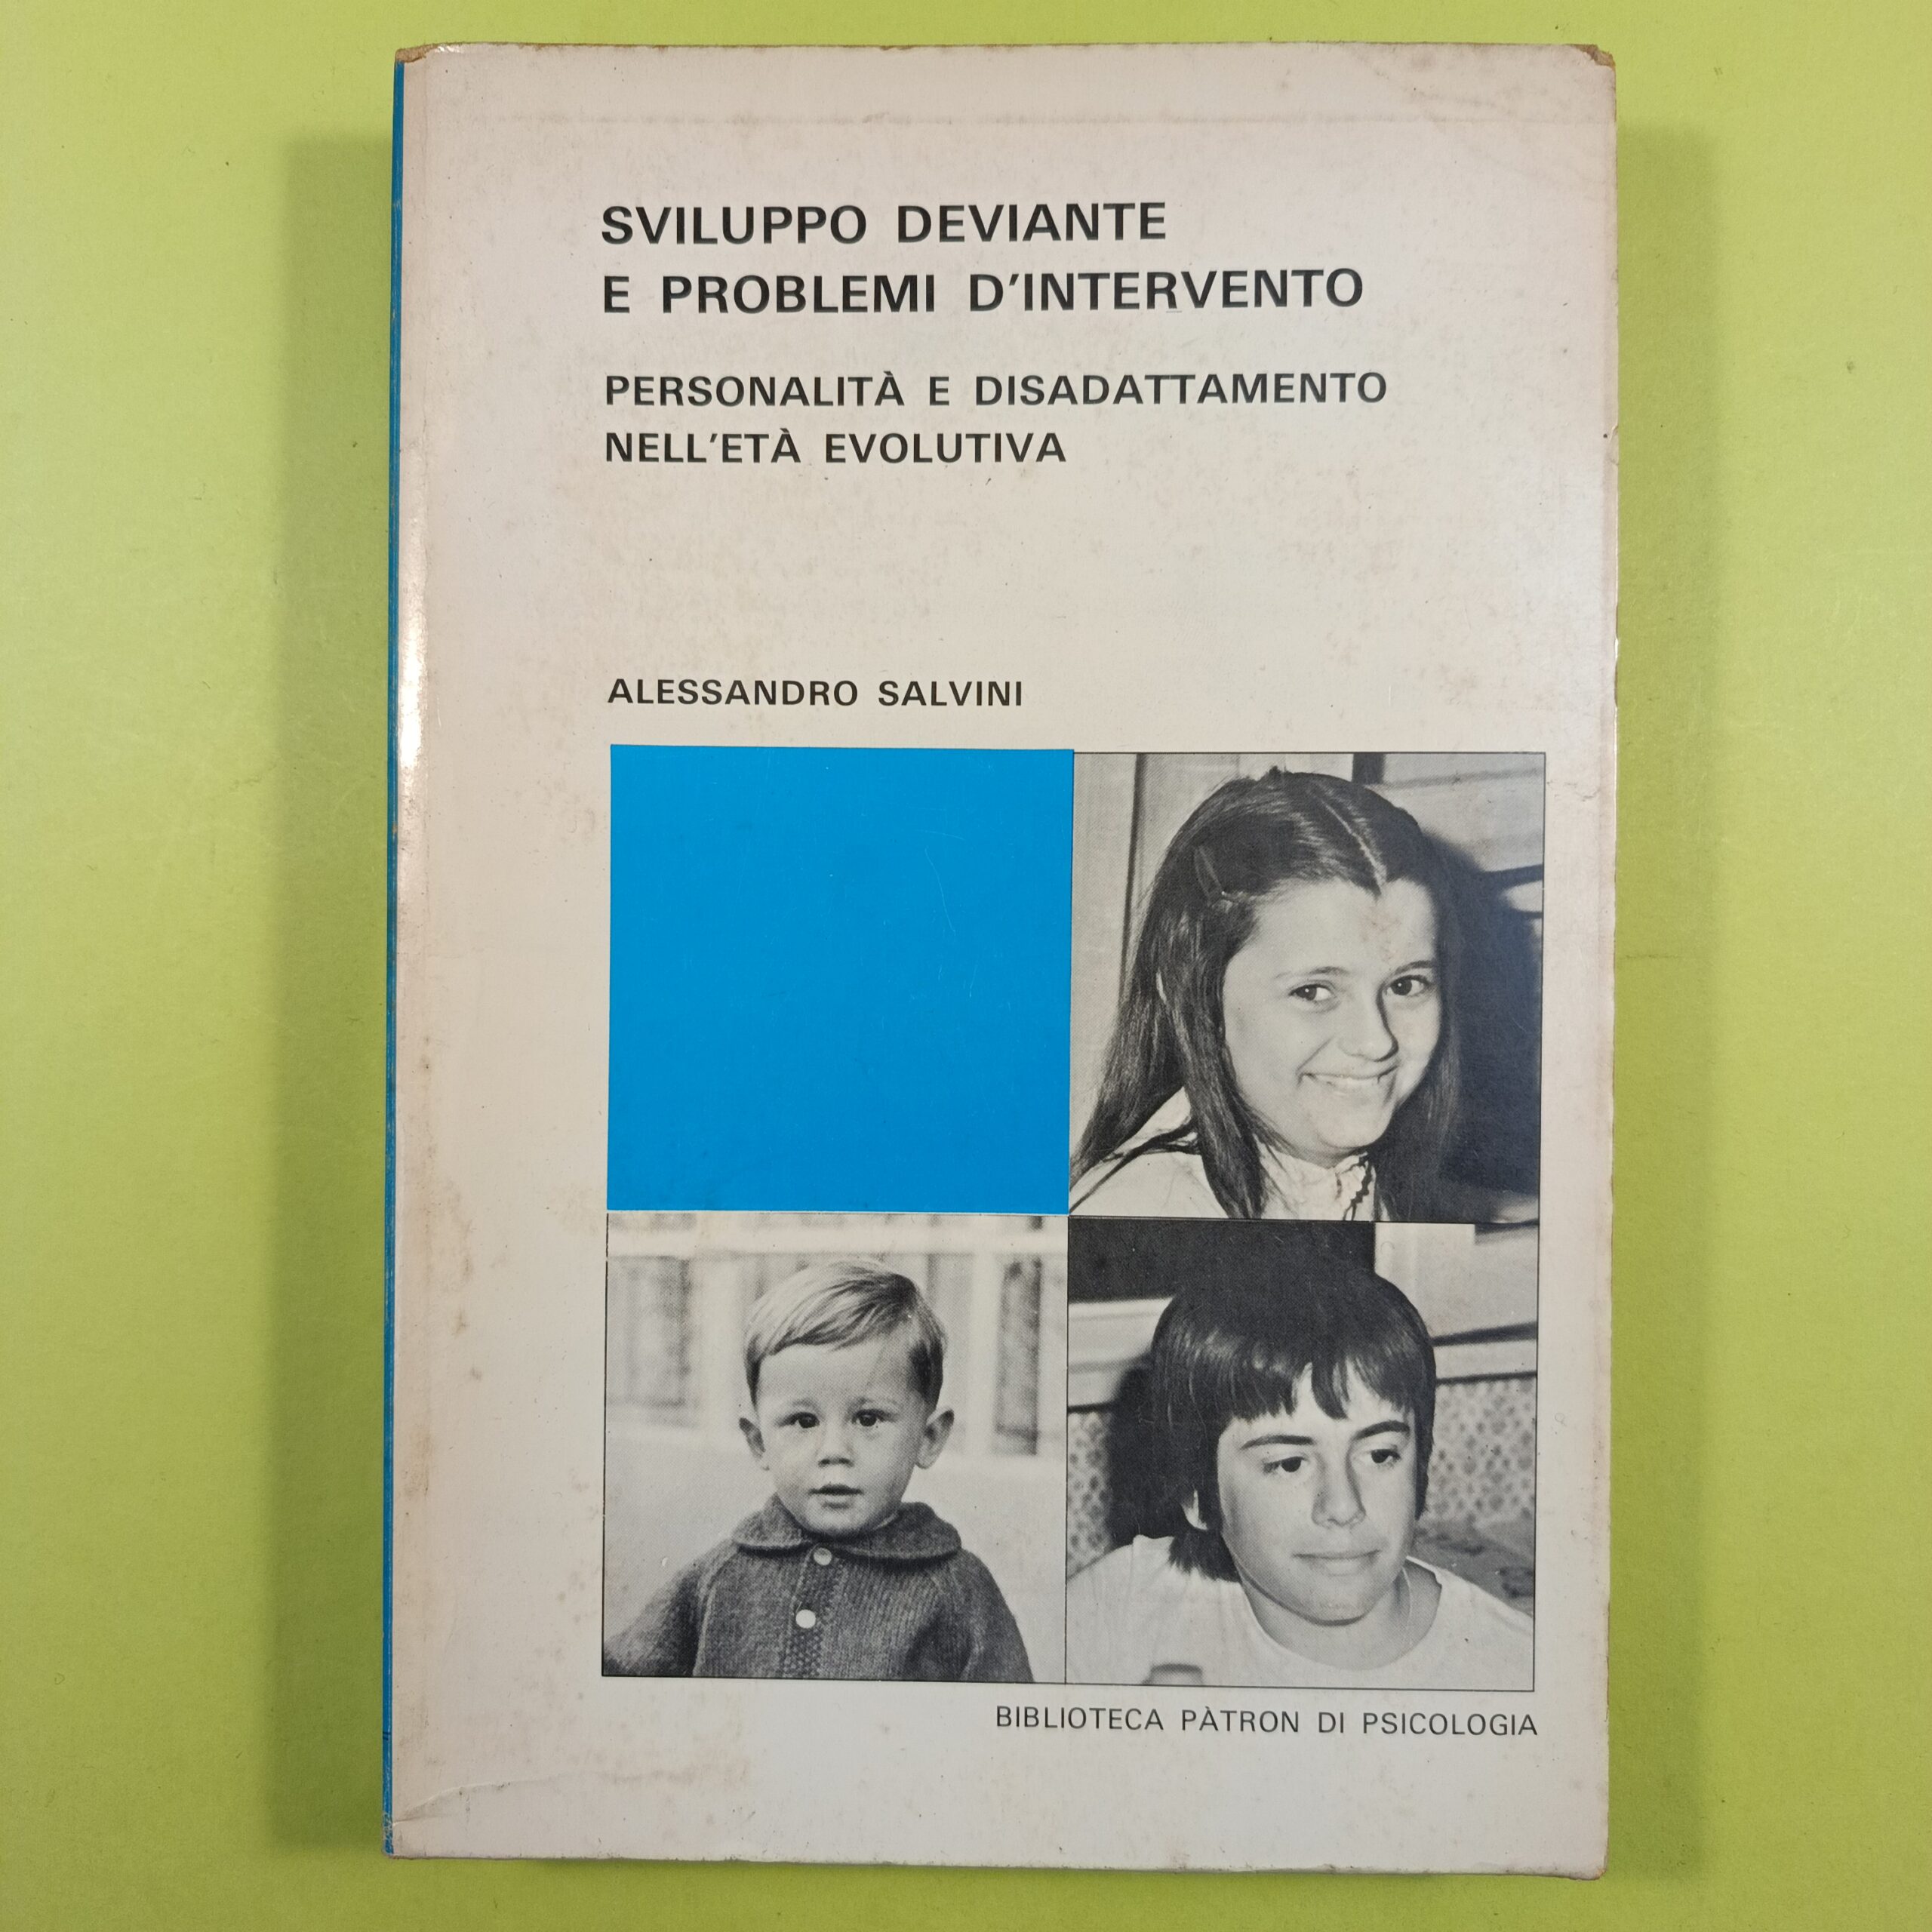 SVILUPPO DEVIANTE
E PROBLEMI D'INTERVENTO
PERSONALITÀ E DISADATTAMENTO
NELL'ETÀ EVOLUTIVA
ALESSANDRO SALVINI
BIBLIOTECA PÀTRON DI PSICOLOGIA